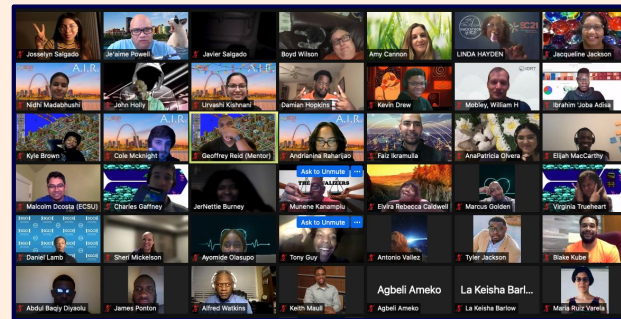 Josselyn Salgado
Je'aime Powell
Javier Salgado
Boyd Wilson
Amy Cannon
LINDA HAYDEN
SC21
Jacqueline Jackson
A.I.R.
A.I.R.
Nidhi Madabhushi
John Holly
Urvashi Kishnani
Damian Hopkins
Kevin Drew
Mobley, William H
Ibrahim 'Joba Adisa
A.I.R.
Kyle Brown
Cole Mcknight
Geoffrey Reid (Mentor)
Andrianina Raharijao
Faiz Ikramulla
AnaPatricia Olvera
Elijah MacCarthy
Ask to Unmute
Malcolm Dcosta (ECSU)
Charles Gaffney
JerNettie Burney
Munene Kanampiu
Elvira Rebecca Caldwell
Marcus Golden
Virginia Trueheart
Ask to Unmute
Daniel Lamb
Sheri Mickelson
Ayomide Olasupo
Tony Guy
Antonio Vallez
Tyler Jackson
Blake Kube
Agbeli Ameko
La Keisha Barl...
Abdul Baqiy Diyaolu
James Ponton
Alfred Watkins
Keith Mauli
Agbeli Ameko
La Keisha Barlow
Maria Ruiz Varela